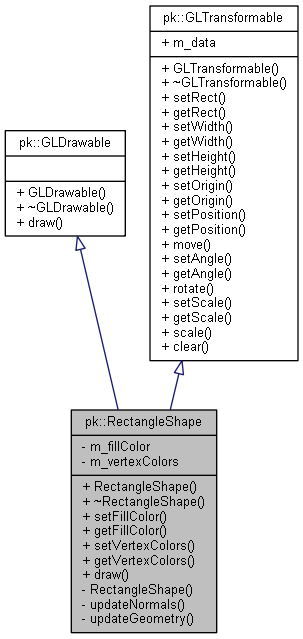 pk::GLTransformable
+ m_data
+ GLTransformable()
+ ~GLTransformable()
+ setRect()
+ getRect()
+ setWidth()
+ getWidth()
+ setHeight()
+ getHeight()
+ setOrigin()
+ getOrigin()
+ setPosition()
+ getPosition()
+ move()
+ setAngle()
+ getAngle()
+ rotate()
+ setScale()
+ getScale()
+ scale()
+ clear()
pk::GLDrawable
+ GLDrawable()
+ ~GLDrawable()
+ draw()
pk::RectangleShape
- m_fillColor
- m_vertexColors
+ RectangleShape()
+ ~RectangleShape()
+ setFillColor()
+ getFillColor()
+ setVertexColors()
+ getVertexColors()
+ draw()
- RectangleShape()
- updateNormals()
- updateGeometry()